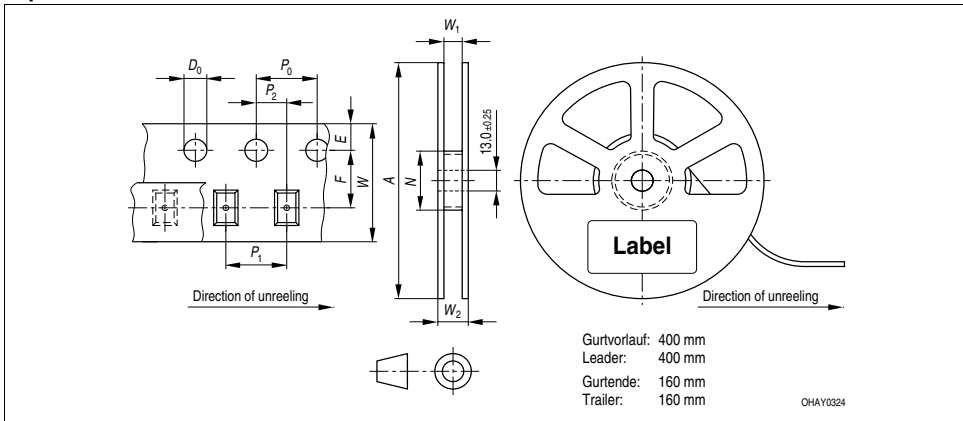 W1
D0
P0
P2
E
F
W
N
A
13.0 ±0.25
Label
P1
Direction of unreeling
W2
Direction of unreeling
Gurtvorlauf: 400 mm
Leader: 400 mm
Gurtende: 160 mm
Trailer: 160 mm
OHAY0324